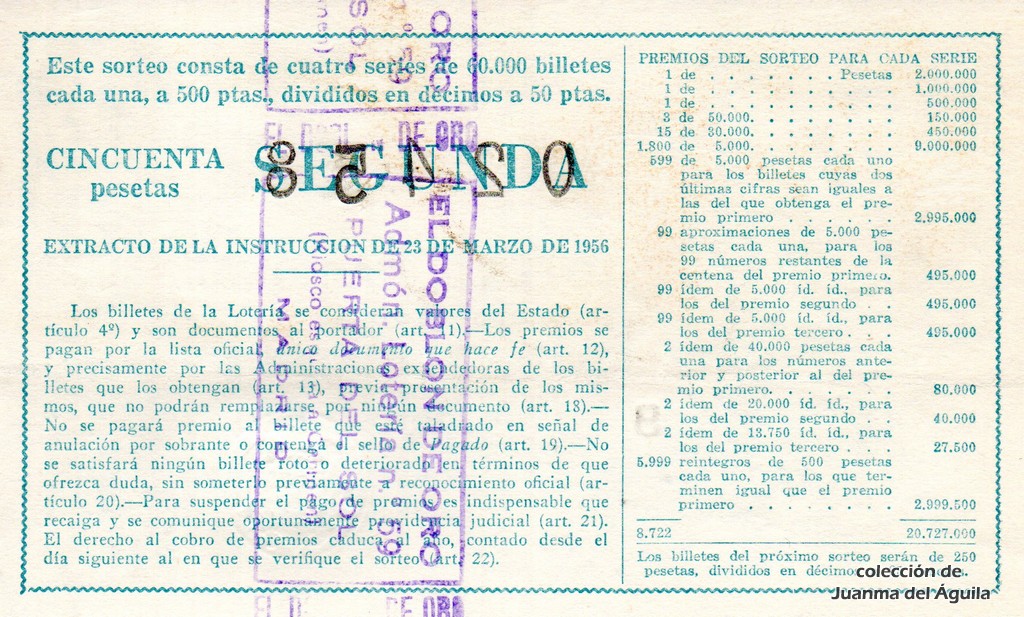 Este sorteo consta de cuatro series de 60.000 billetes
cada una, a 500 ptas., divididos en décimos a 50 ptas.
CINCUENTA
pesetas
SEGUNDA
EXTRACTO DE LA INSTRUCCION DE 23 DE MARZO DE 1956
Los billetes de la Lotería se consideran valores del Estado (ar-
tículo 4º) y son documentos al portador (art. 11).—Los premios se
pagan por la lista oficial, único documento que hace fe (art. 12),
y precisamente por las Administraciones expendedoras de los bi-
lletes que los obtengan (art. 13), previa presentación de los mis-
mos, que no podrán remplazarse por ningún documento (art. 18).—
No se pagará premio al billete que esté taladrado en señal de
anulación por sobrante o contenga el sello de Pagado (art. 19).—No
se satisfará ningún billete roto o deteriorado en términos de que
ofrezca duda, sin someterlo previamente a reconocimiento oficial (ar-
tículo 20).—Para suspender el pago de premio es indispensable que
recaiga y se comunique oportunamente providencia judicial (art. 21).
El derecho al cobro de premios caduca al año, contado desde el
día siguiente al en que se verifique el sorteo (art. 22).
PREMIOS DEL SORTEO PARA CADA SERIE
1 de . . . . . . . . Pesetas 2.000.000
1 de . . . . . . . . . . . 1.000.000
1 de . . . . . . . . . . . 500.000
3 de 50.000. . . . . . . . 150.000
15 de 30.000. . . . . . . . 450.000
1.800 de 5.000. . . . . . . . 9.000.000
599 de 5.000 pesetas cada uno
para los billetes cuyas dos
últimas cifras sean iguales a
las del que obtenga el pre-
mio primero . . . . . . . 2.995.000
99 aproximaciones de 5.000 pe-
setas cada una, para los
99 números restantes de la
centena del premio primero. 495.000
99 ídem de 5.000 íd. íd., para
los del premio segundo . . 495.000
99 ídem de 5.000 íd. íd., para
los del premio tercero . . . 495.000
2 ídem de 40.000 pesetas cada
una para los números ante-
rior y posterior al del pre-
mio primero. . . . . . . . 80.000
2 ídem de 20.000 íd. íd., para
los del premio segundo . . 40.000
2 ídem de 13.750 íd. íd., para
los del premio tercero . . . 27.500
5.999 reintegros de 500 pesetas
cada uno, para los que ter-
minen igual que el premio
primero . . . . . . . . 2.999.500
8.722 20.727.000
Los billetes del próximo sorteo serán de 250
pesetas, divididos en décimos
EL DOBLON DE ORO
Admón. Lotería n.º 59
PUERTA DEL SOL
MADRID
colección de
Juanma del Águila